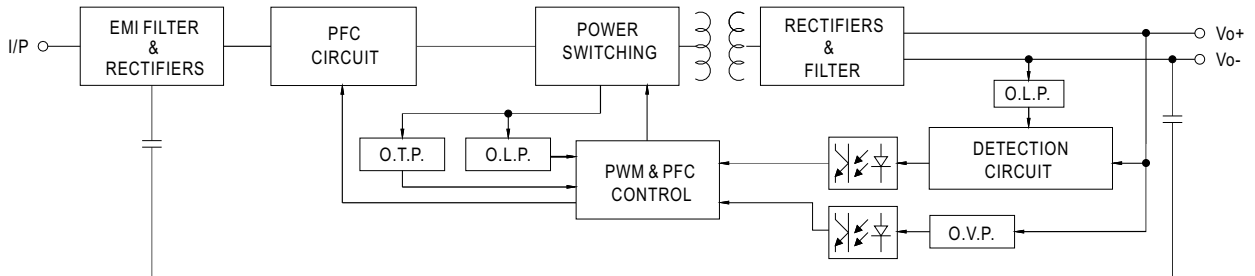 I/P
EMI FILTER
&
RECTIFIERS
PFC
CIRCUIT
POWER
SWITCHING
RECTIFIERS
&
FILTER
Vo+
Vo-
O.L.P.
O.T.P.
O.L.P.
PWM & PFC
CONTROL
DETECTION
CIRCUIT
O.V.P.